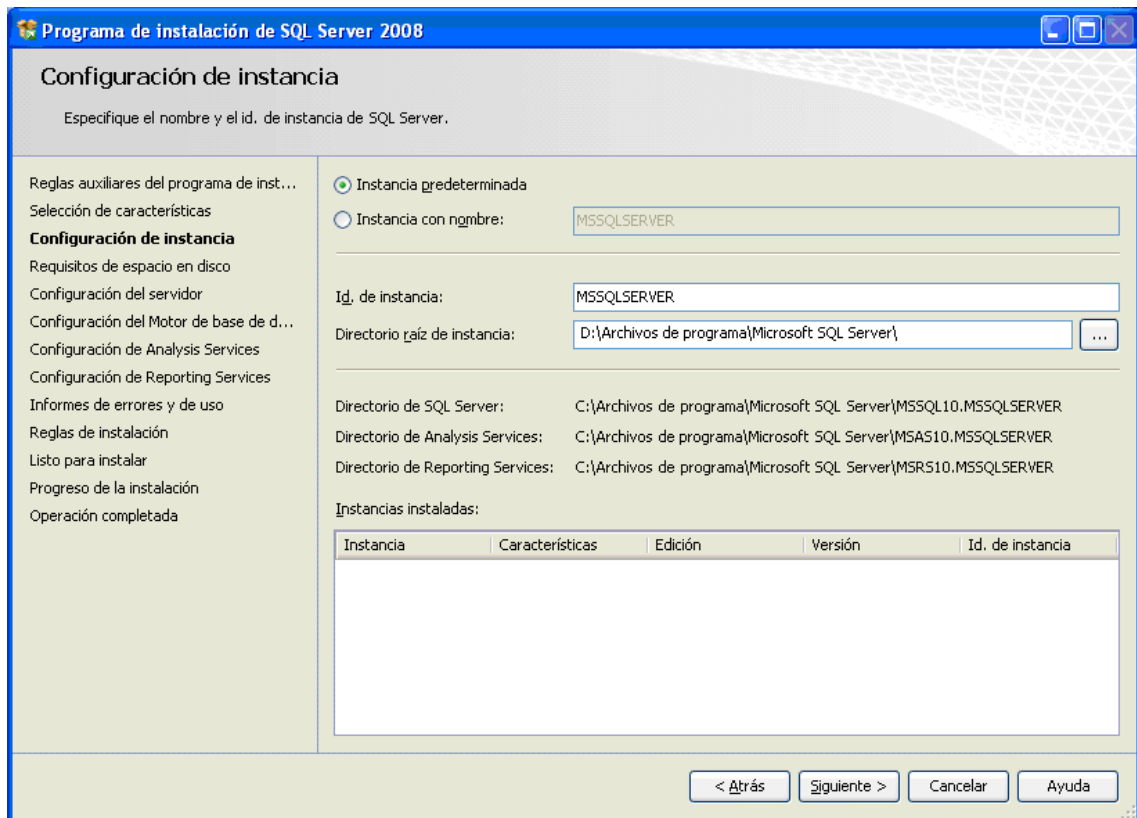 Programa de instalación de SQL Server 2008
Configuración de instancia
Especifique el nombre y el id. de instancia de SQL Server.
Reglas auxiliares del programa de inst...
Selección de características
Configuración de instancia
Requisitos de espacio en disco
Configuración del servidor
Configuración del Motor de base de d...
Configuración de Analysis Services
Configuración de Reporting Services
Informes de errores y de uso
Reglas de instalación
Listo para instalar
Progreso de la instalación
Operación completada
Instancia predeterminada
Instancia con nombre: MSSQLSERVER
Id. de instancia: MSSQLSERVER
Directorio raíz de instancia: D:\Archivos de programa\Microsoft SQL Server\ ...
Directorio de SQL Server: C:\Archivos de programa\Microsoft SQL Server\MSSQL10.MSSQLSERVER
Directorio de Analysis Services: C:\Archivos de programa\Microsoft SQL Server\MSAS10.MSSQLSERVER
Directorio de Reporting Services: C:\Archivos de programa\Microsoft SQL Server\MSRS10.MSSQLSERVER
Instancias instaladas:
Instancia Características Edición Versión Id. de instancia
< Atrás Siguiente > Cancelar Ayuda